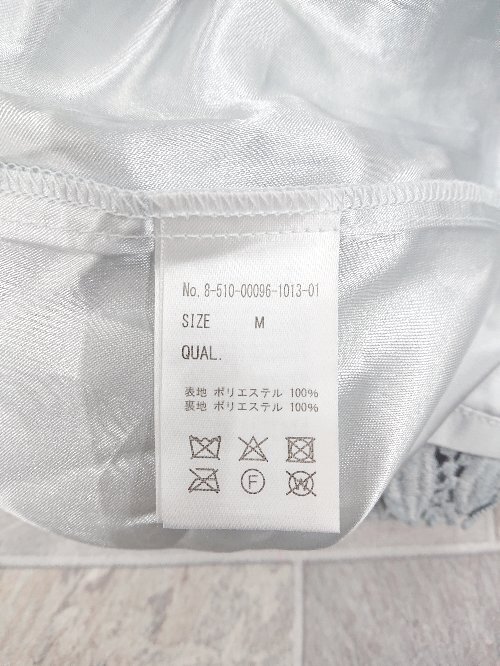 No. 8-510-00096-1013-01
SIZE M
QUAL.
表地 ポリエステル 100%
裏地 ポリエステル 100%
F
W